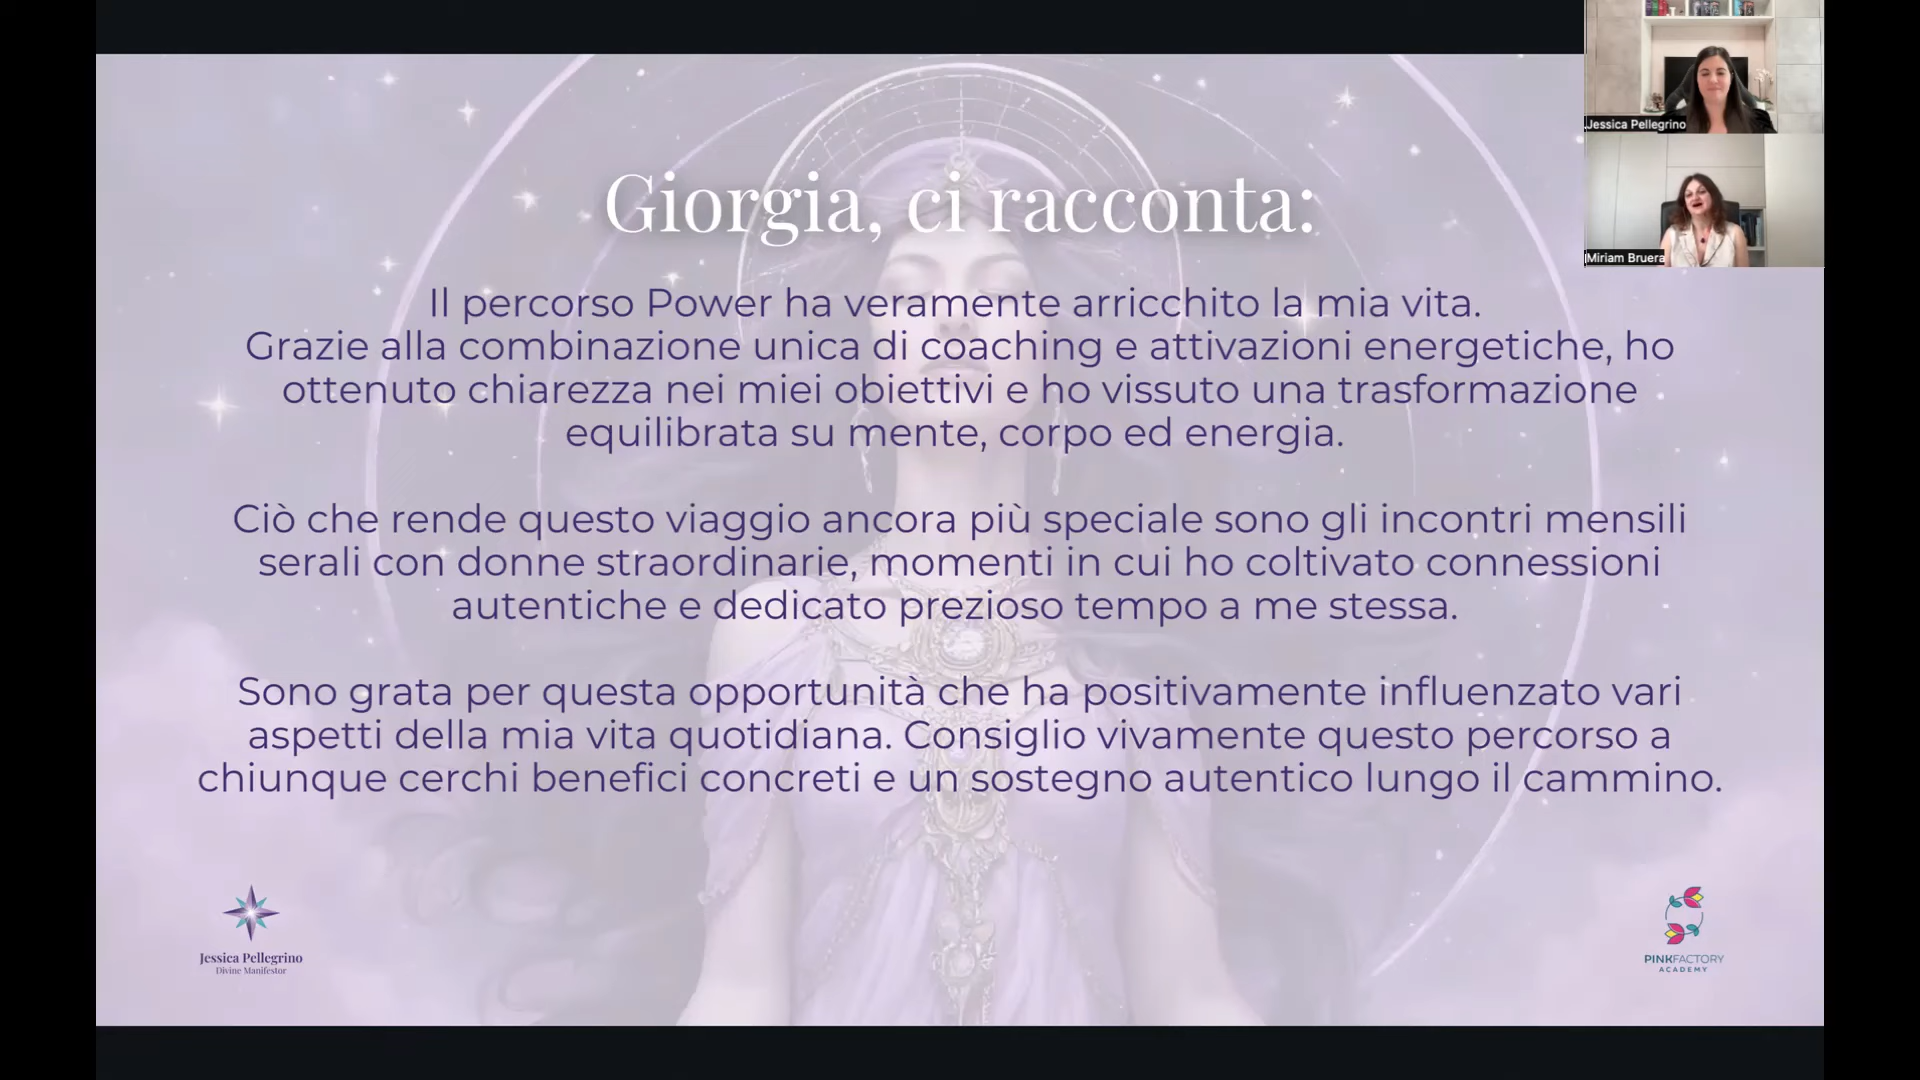 Giorgia, ci racconta:
Il percorso Power ha veramente arricchito la mia vita.
Grazie alla combinazione unica di coaching e attivazioni energetiche, ho
ottenuto chiarezza nei miei obiettivi e ho vissuto una trasformazione
equilibrata su mente, corpo ed energia.
Ciò che rende questo viaggio ancora più speciale sono gli incontri mensili
serali con donne straordinarie, momenti in cui ho coltivato connessioni
autentiche e dedicato prezioso tempo a me stessa.
Sono grata per questa opportunità che ha positivamente influenzato vari
aspetti della mia vita quotidiana. Consiglio vivamente questo percorso a
chiunque cerchi benefici concreti e un sostegno autentico lungo il cammino.
Jessica Pellegrino
Miriam Bruera
Jessica Pellegrino
Divine Manifestor
PINKFACTORY
ACADEMY